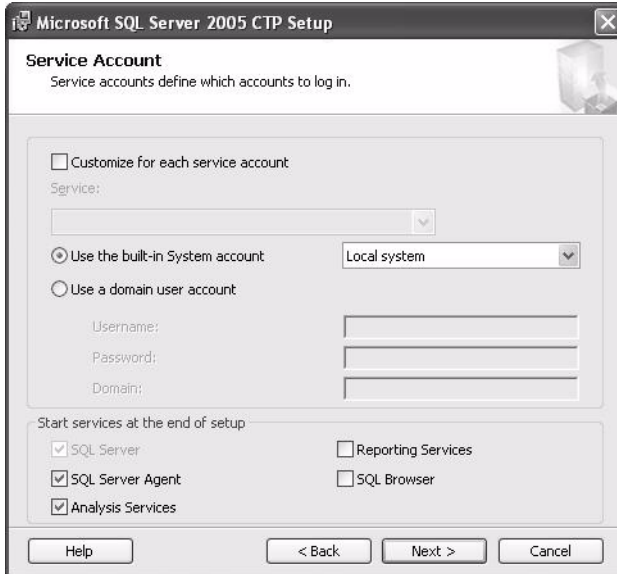 Microsoft SQL Server 2005 CTP Setup
Service Account
Service accounts define which accounts to log in.
Customize for each service account
Service:
Use the built-in System account Local system
Use a domain user account
Username:
Password:
Domain:
Start services at the end of setup
SQL Server Reporting Services
SQL Server Agent SQL Browser
Analysis Services
Help < Back Next > Cancel